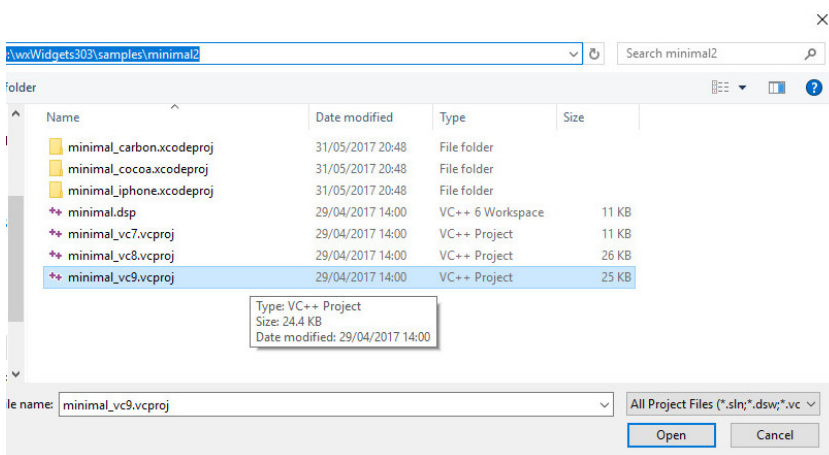 :\wxWidgets303\samples\minimal2
Search minimal2
folder
Name Date modified Type Size
minimal_carbon.xcodeproj 31/05/2017 20:48 File folder
minimal_cocoa.xcodeproj 31/05/2017 20:48 File folder
minimal_iphone.xcodeproj 31/05/2017 20:48 File folder
minimal.dsp 29/04/2017 14:00 VC++ 6 Workspace 11 KB
minimal_vc7.vcproj 29/04/2017 14:00 VC++ Project 11 KB
minimal_vc8.vcproj 29/04/2017 14:00 VC++ Project 26 KB
minimal_vc9.vcproj 29/04/2017 14:00 VC++ Project 25 KB
Type: VC++ Project
Size: 24.4 KB
Date modified: 29/04/2017 14:00
le name: minimal_vc9.vcproj All Project Files (*.sln;*.dsw;*.vc
Open Cancel